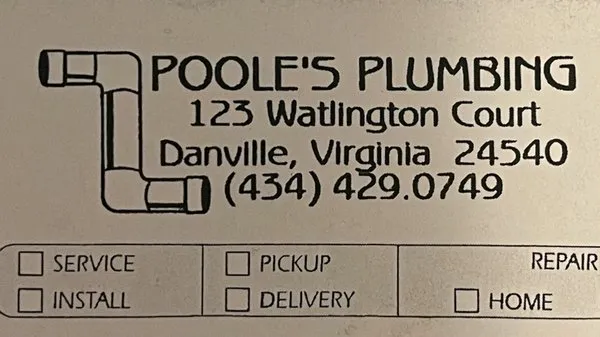 POOLE'S PLUMBING
123 Watlington Court
Danville, Virginia 24540
(434) 429.0749
SERVICE PICKUP REPAIR
INSTALL DELIVERY HOME